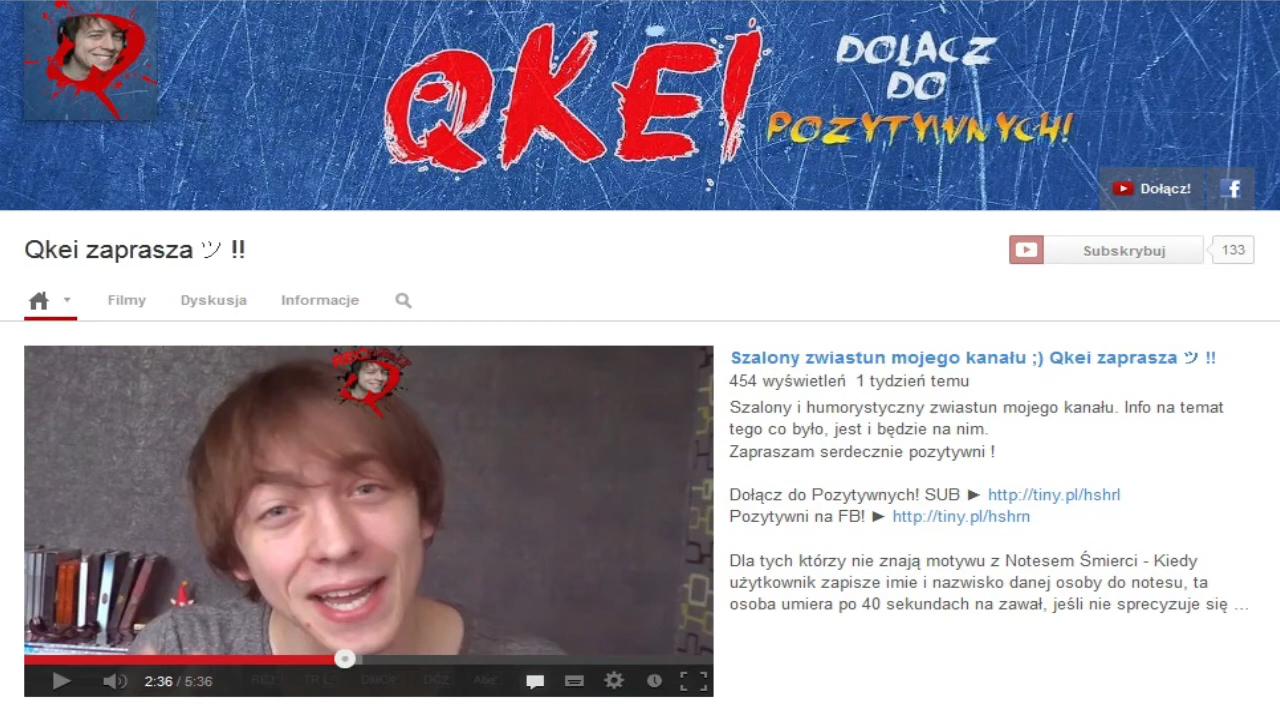 QKEI
DOŁĄCZ
DO
POZYTYWNYCH!
Dołącz!
Qkei zaprasza ツ !!
Subskrybuj
133
Filmy
Dyskusja
Informacje
Szalony zwiastun mojego kanału ;) Qkei zaprasza ツ !!
454 wyświetleń 1 tydzień temu
Szalony i humorystyczny zwiastun mojego kanału. Info na temat
tego co było, jest i będzie na nim.
Zapraszam serdecznie pozytywni !
Dołącz do Pozytywnych! SUB ► http://tiny.pl/hshrl
Pozytywni na FB! ► http://tiny.pl/hshrn
Dla tych którzy nie znają motywu z Notesem Śmierci - Kiedy
użytkownik zapisze imie i nazwisko danej osoby do notesu, ta
osoba umiera po 40 sekundach na zawał, jeśli nie sprecyzuje się ...
2:36 / 5:36